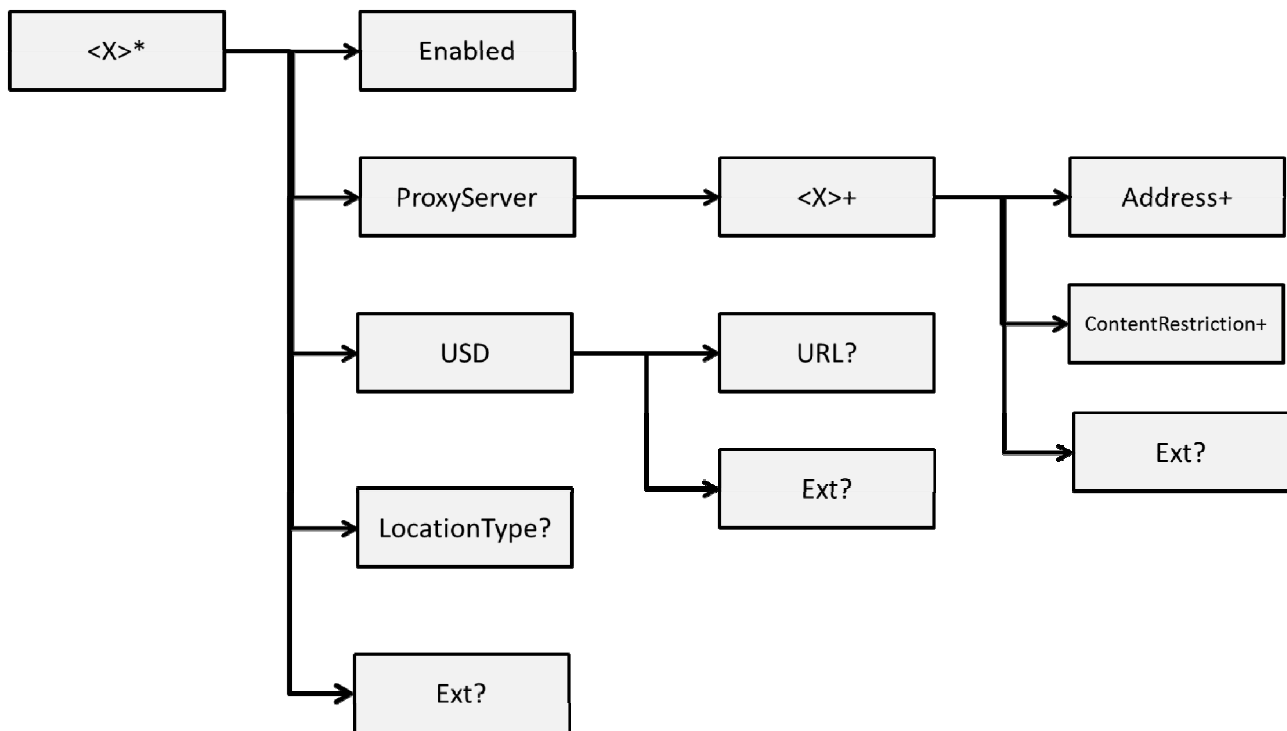 <X>*
Enabled
ProxyServer
<X>+
Address+
ContentRestriction+
USD
URL?
Ext?
Ext?
LocationType?
Ext?